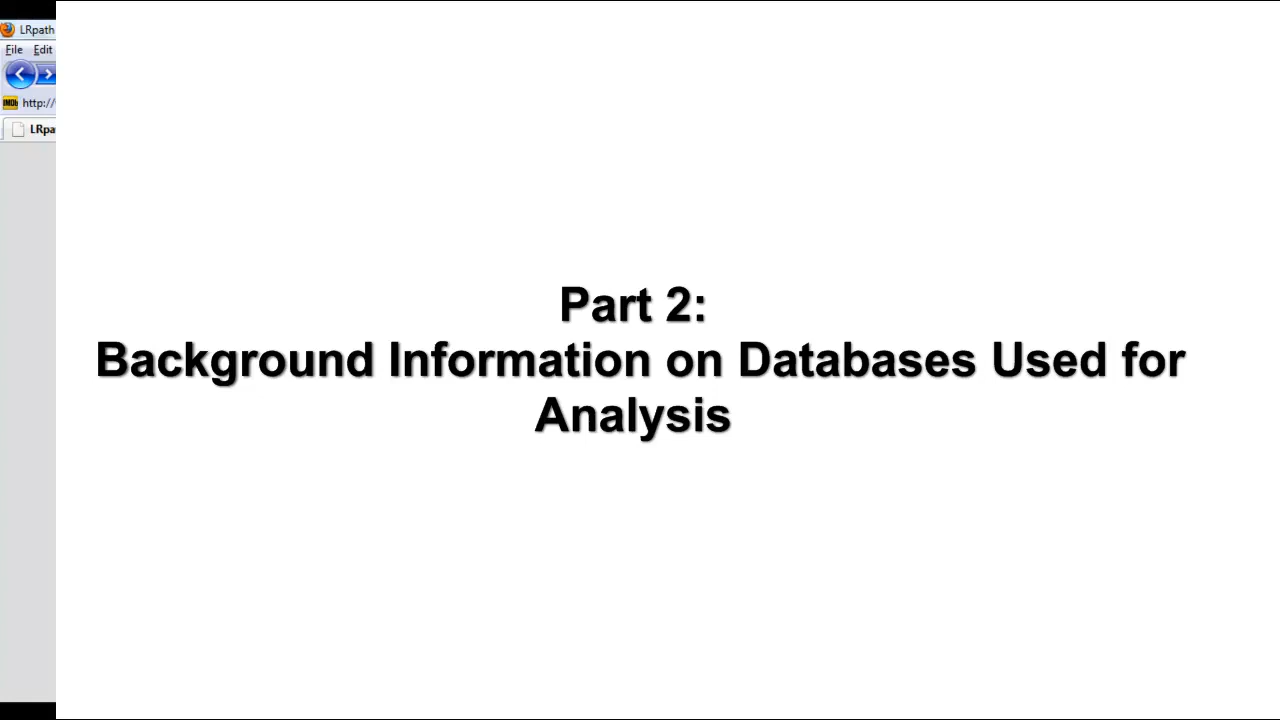 LRpath
File Edit
http://
LRpa
Part 2:
Background Information on Databases Used for
Analysis